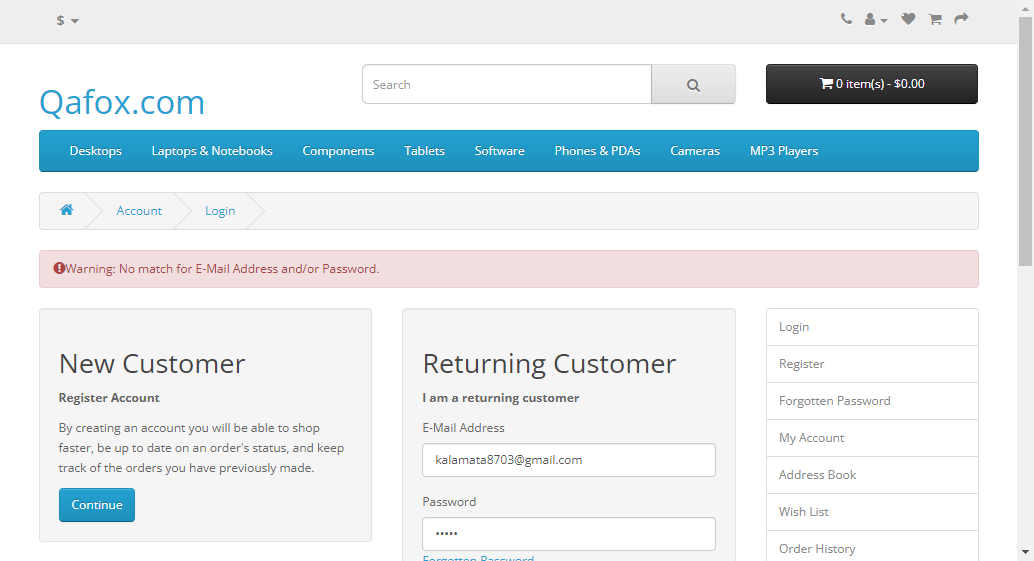 $
Search
0 item(s) - $0.00
Qafox.com
Desktops Laptops & Notebooks Components Tablets Software Phones & PDAs Cameras MP3 Players
Account Login
Warning: No match for E-Mail Address and/or Password.
New Customer
Register Account
By creating an account you will be able to shop
faster, be up to date on an order's status, and keep
track of the orders you have previously made.
Continue
Returning Customer
I am a returning customer
E-Mail Address
kalamata8703@gmail.com
Password
•••••
Forgotten Password
Login
Register
Forgotten Password
My Account
Address Book
Wish List
Order History